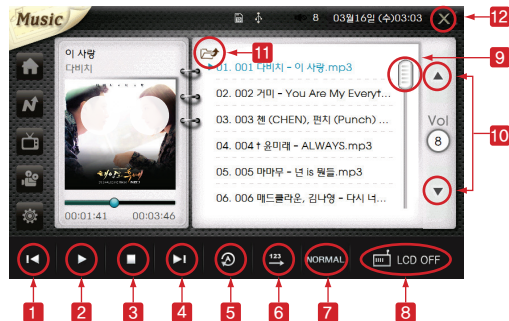 Music
8 03월16일 (수)03:03
12
이 사랑
다비치
11
9
01. 001 다비치 - 이 사랑.mp3
02. 002 거미 - You Are My Everyt...
03. 003 첸 (CHEN), 펀치 (Punch) ...
04. 004 † 윤미래 - ALWAYS.mp3
05. 005 마마무 - 넌 is 뭔들.mp3
06. 006 매드클라운, 김나영 - 다시 너...
Vol
8
10
태양의 후예
00:01:41 00:03:46
A
123
NORMAL
LCD OFF
1 2 3 4 5 6 7 8